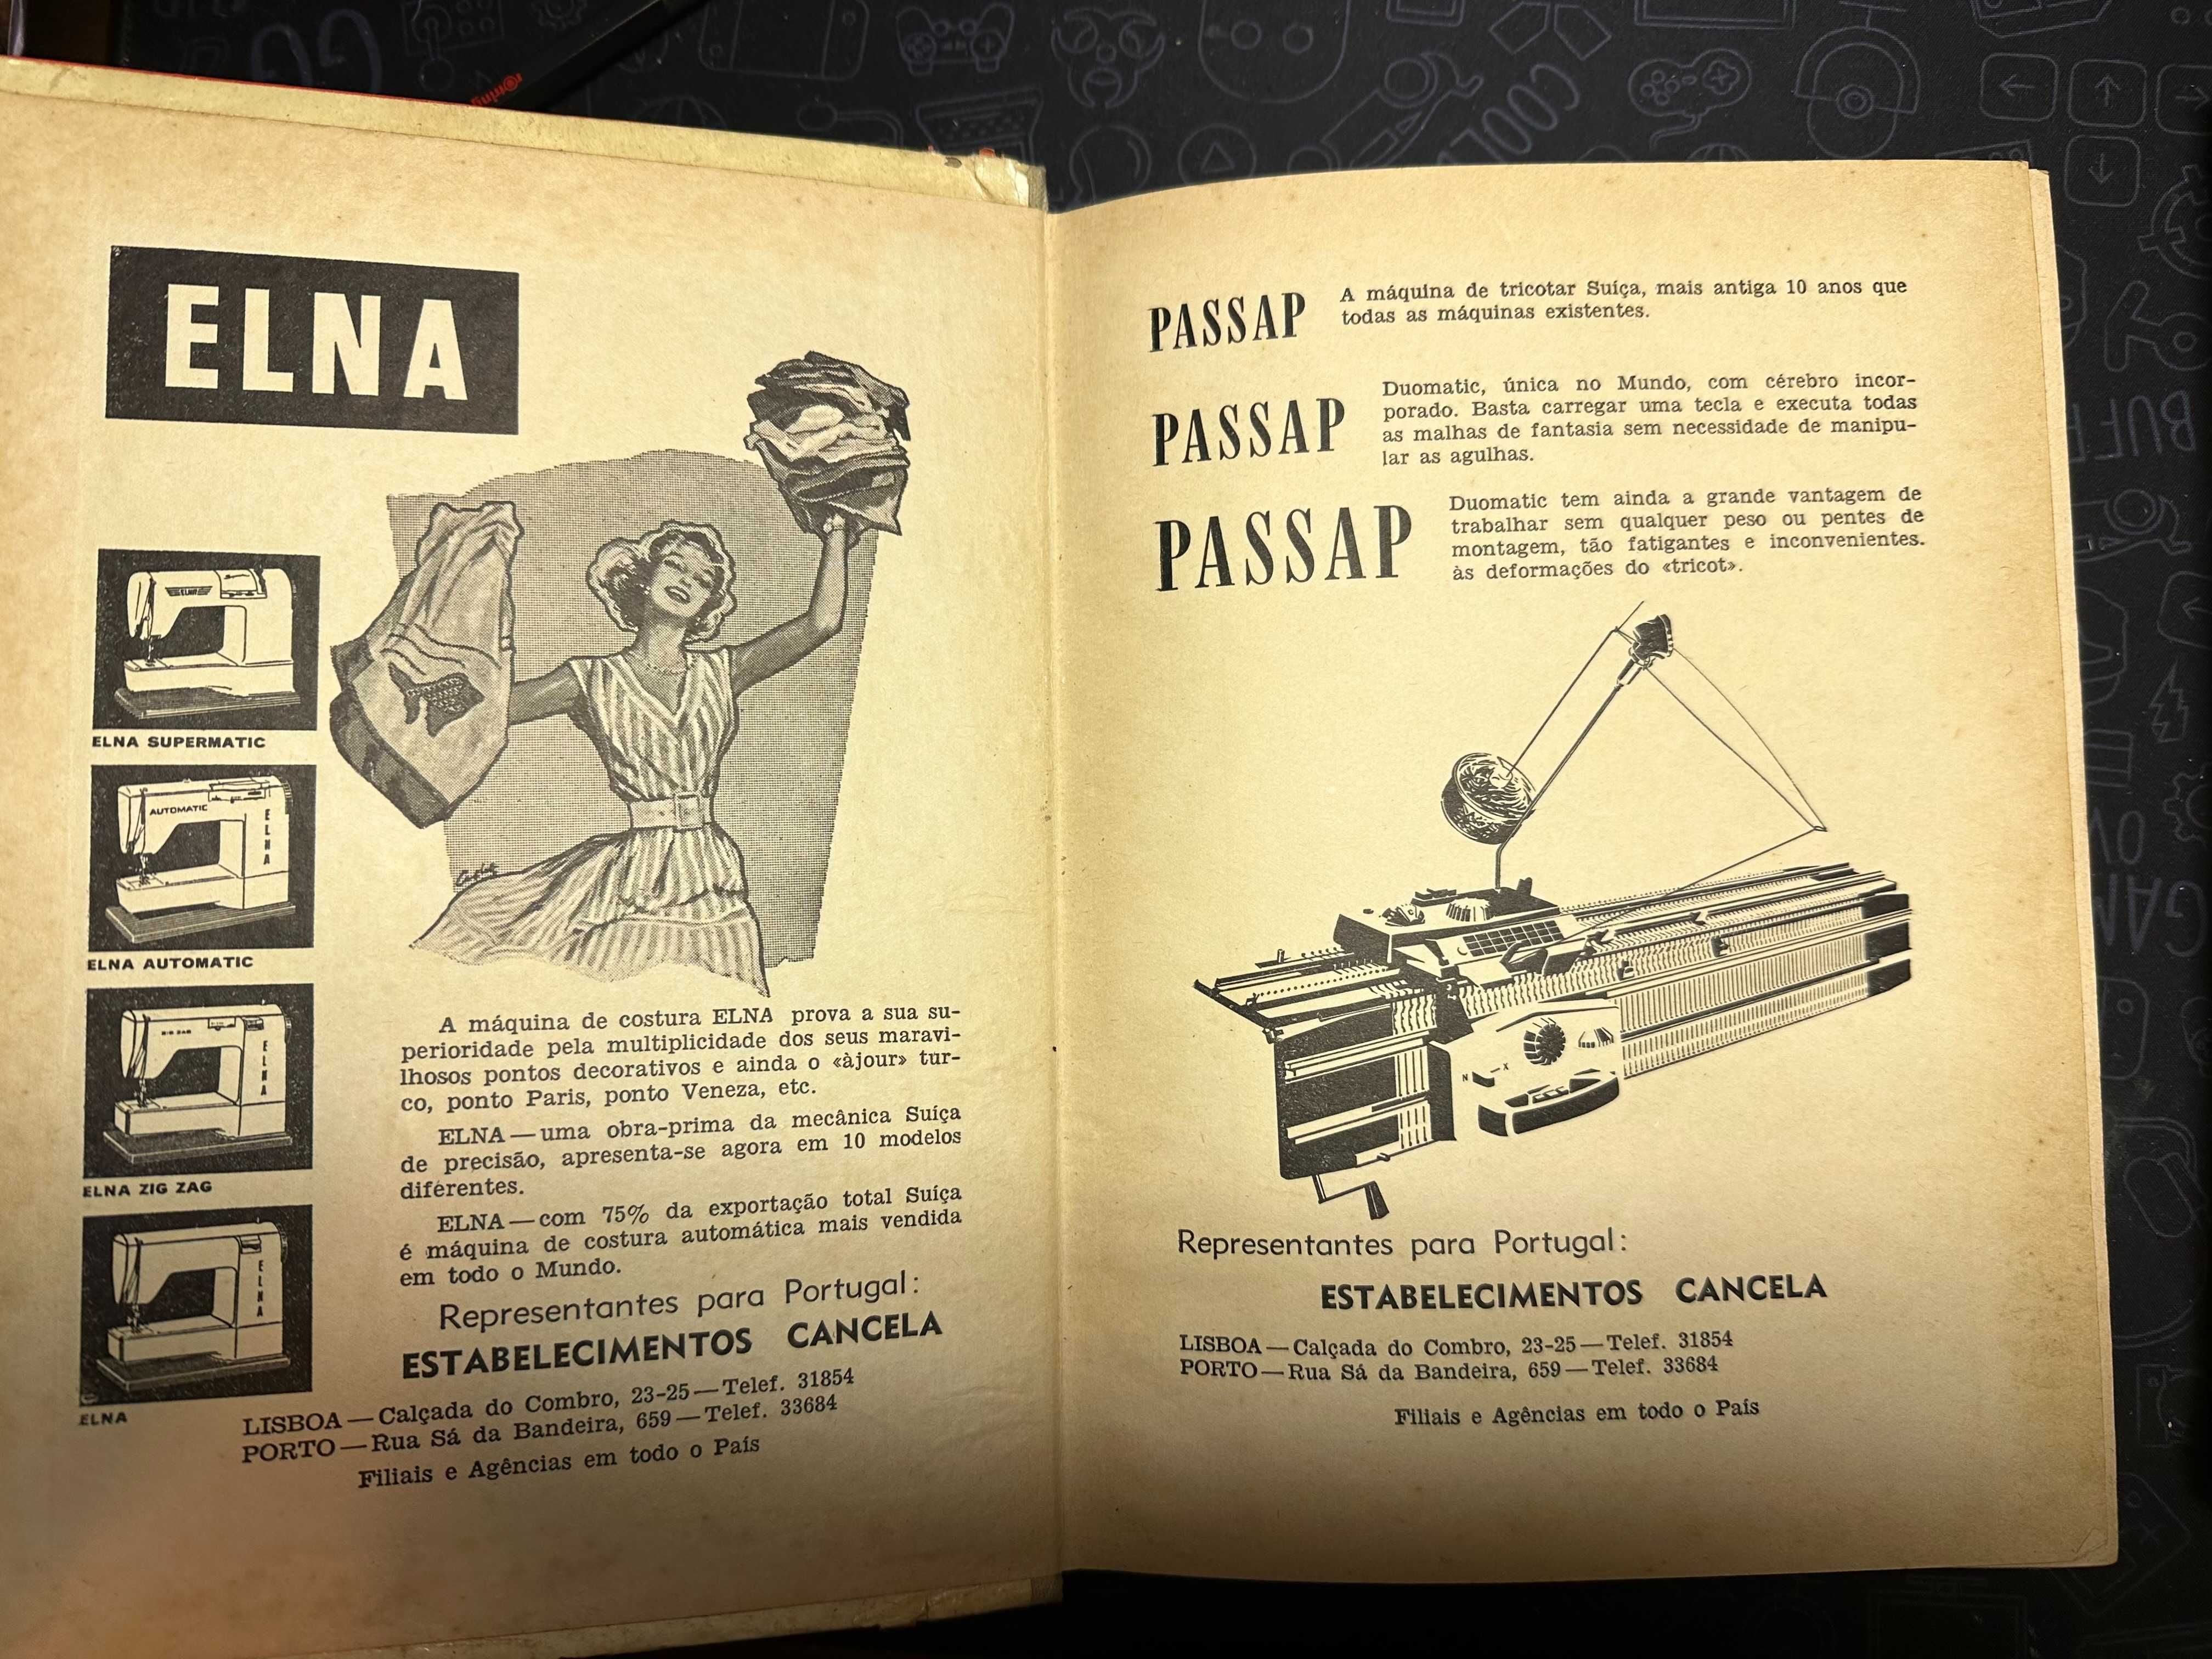 ELNA
ELNA SUPERMATIC
AUTOMATIC
ELNA
ELNA AUTOMATIC
ELNA
ELNA ZIG ZAG
ELNA
ELNA
A máquina de costura ELNA prova a sua su-
perioridade pela multiplicidade dos seus maravi-
lhosos pontos decorativos e ainda o «àjour» tur-
co, ponto Paris, ponto Veneza, etc.
ELNA — uma obra-prima da mecânica Suíça
de precisão, apresenta-se agora em 10 modelos
diferentes.
ELNA — com 75% da exportação total Suíça
é máquina de costura automática mais vendida
em todo o Mundo.
Representantes para Portugal:
ESTABELECIMENTOS CANCELA
LISBOA — Calçada do Combro, 23-25 — Telef. 31854
PORTO — Rua Sá da Bandeira, 659 — Telef. 33684
Filiais e Agências em todo o País
PASSAP
A máquina de tricotar Suíça, mais antiga 10 anos que
todas as máquinas existentes.
PASSAP
Duomatic, única no Mundo, com cérebro incor-
porado. Basta carregar uma tecla e executa todas
as malhas de fantasia sem necessidade de manipu-
lar as agulhas.
PASSAP
Duomatic tem ainda a grande vantagem de
trabalhar sem qualquer peso ou pentes de
montagem, tão fatigantes e inconvenientes.
às deformações do «tricot».
N X
Representantes para Portugal:
ESTABELECIMENTOS CANCELA
LISBOA — Calçada do Combro, 23-25 — Telef. 31854
PORTO — Rua Sá da Bandeira, 659 — Telef. 33684
Filiais e Agências em todo o País
GG
COOL